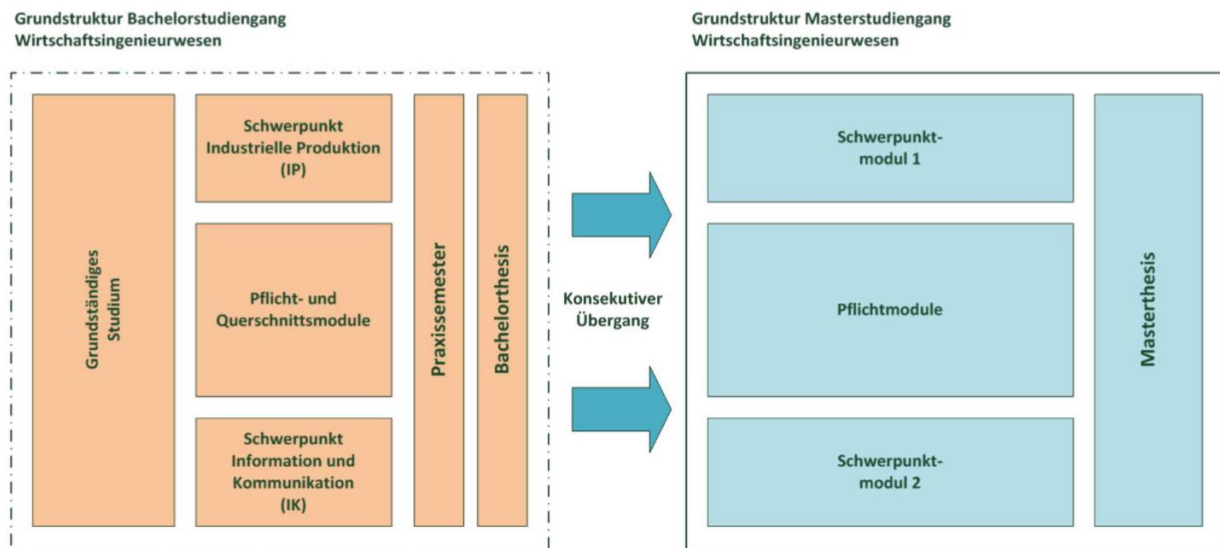 Grundstruktur Bachelorstudiengang
Wirtschaftsingenieurwesen
Grundständiges
Studium
Schwerpunkt
Industrielle Produktion
(IP)
Pflicht- und
Querschnittsmodule
Schwerpunkt
Information und
Kommunikation
(IK)
Praxissemester
Bachelorthesis
Konsekutiver
Übergang
Grundstruktur Masterstudiengang
Wirtschaftsingenieurwesen
Schwerpunkt-
modul 1
Pflichtmodule
Schwerpunkt-
modul 2
Masterthesis